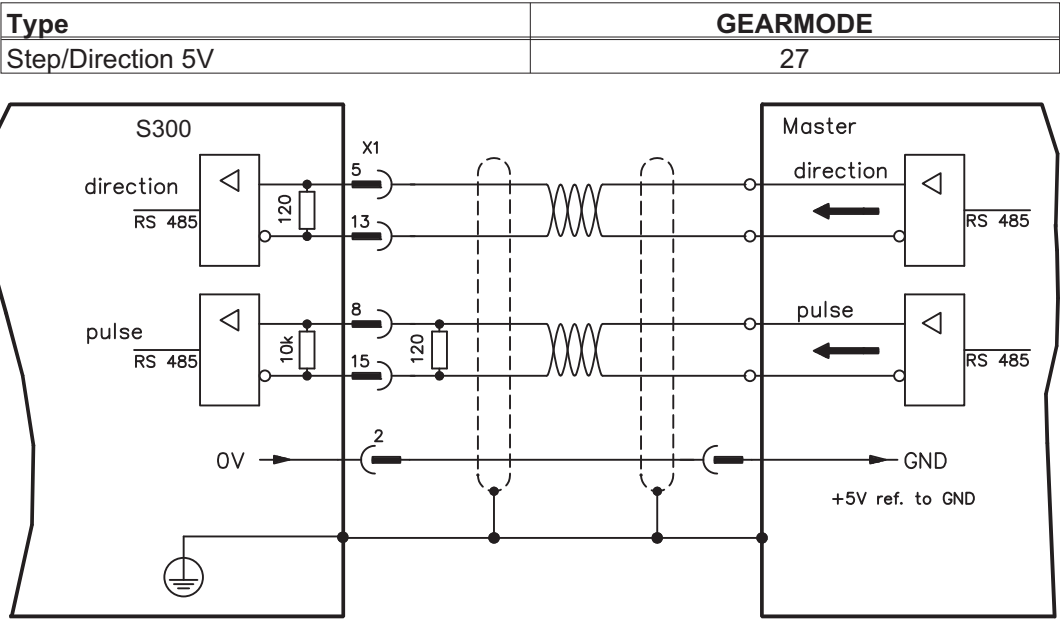 Type GEARMODE
Step/Direction 5V 27
S300
Master
X1
direction
RS 485
120
5
13
direction
RS 485
pulse
RS 485
10k
8
15
120
pulse
RS 485
0V
2
GND
+5V ref. to GND